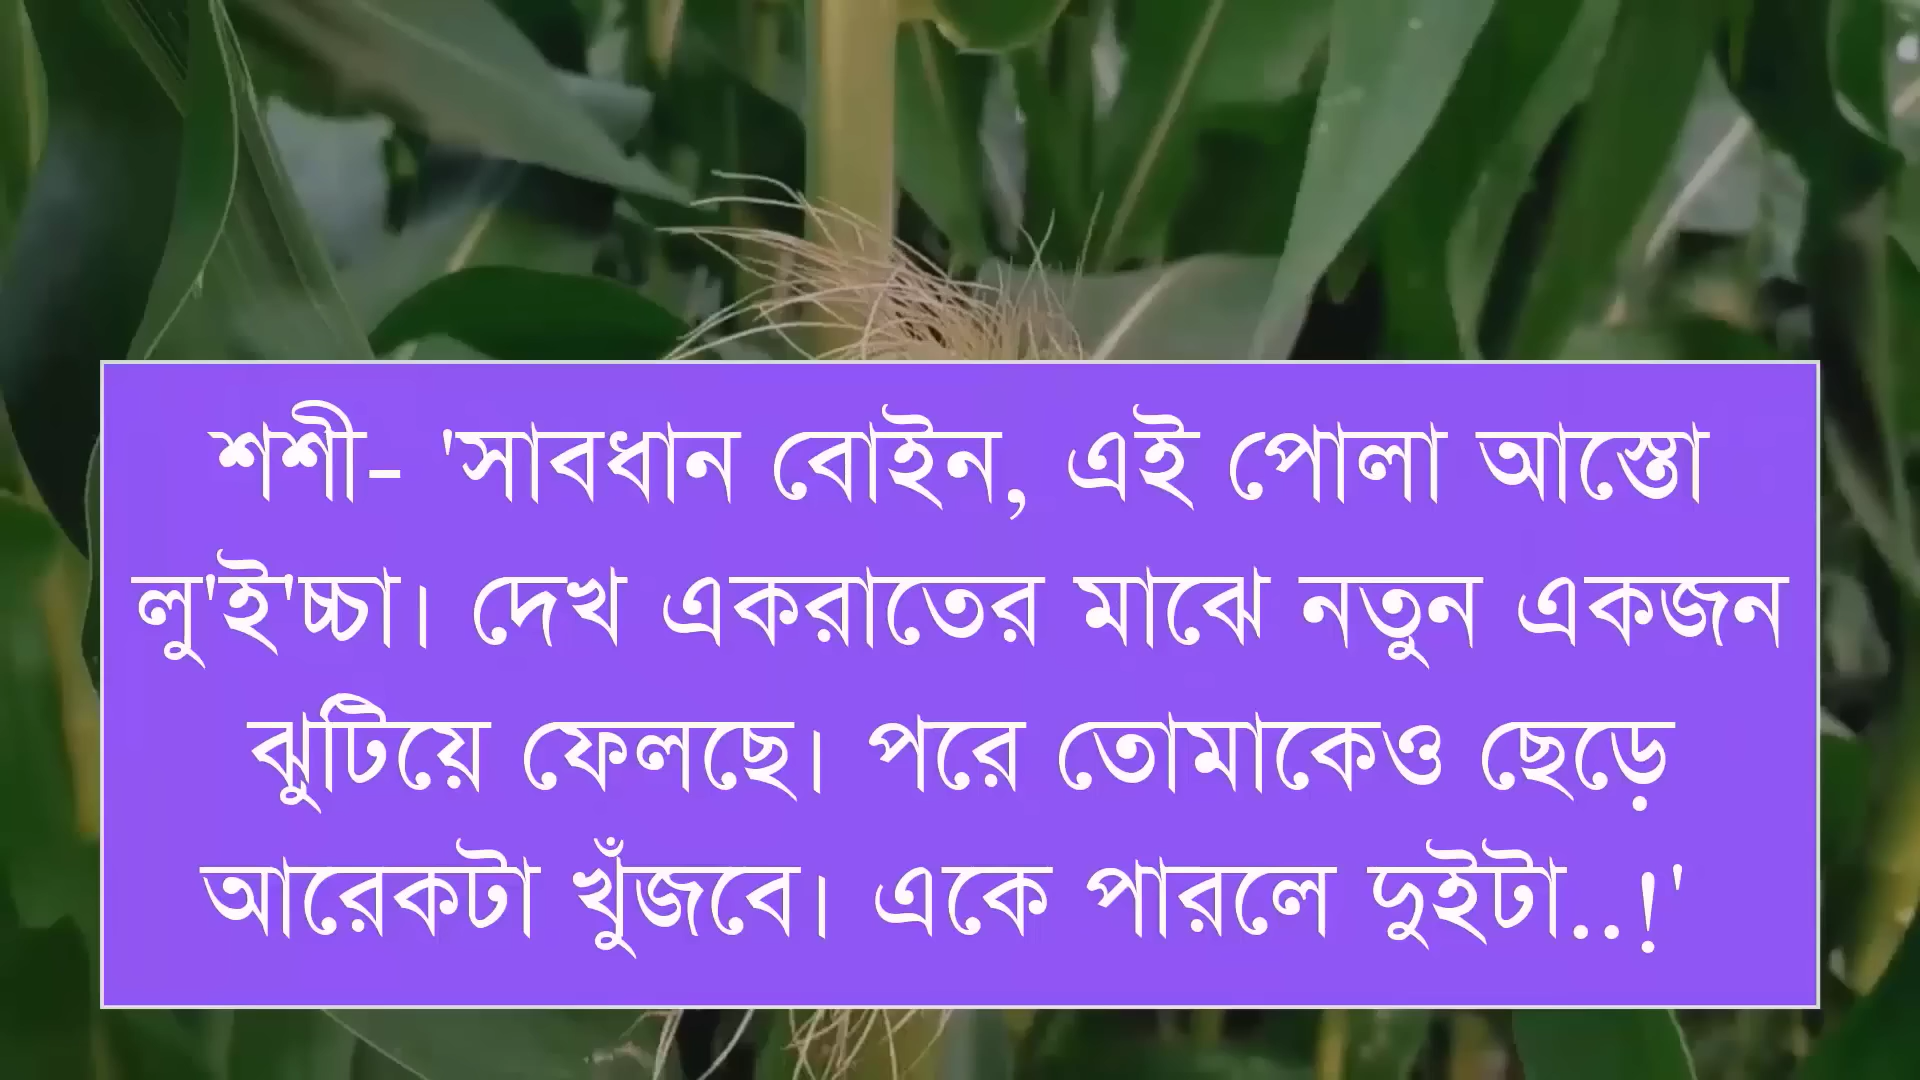 শশী- 'সাবধান বোইন, এই পোলা আস্তো
লু'ই'চ্চা। দেখ একরাতের মাঝে নতুন একজন
ঝুটিয়ে ফেলছে। পরে তোমাকেও ছেড়ে
আরেকটা খুঁজবে। একে পারলে দুইটা..!'